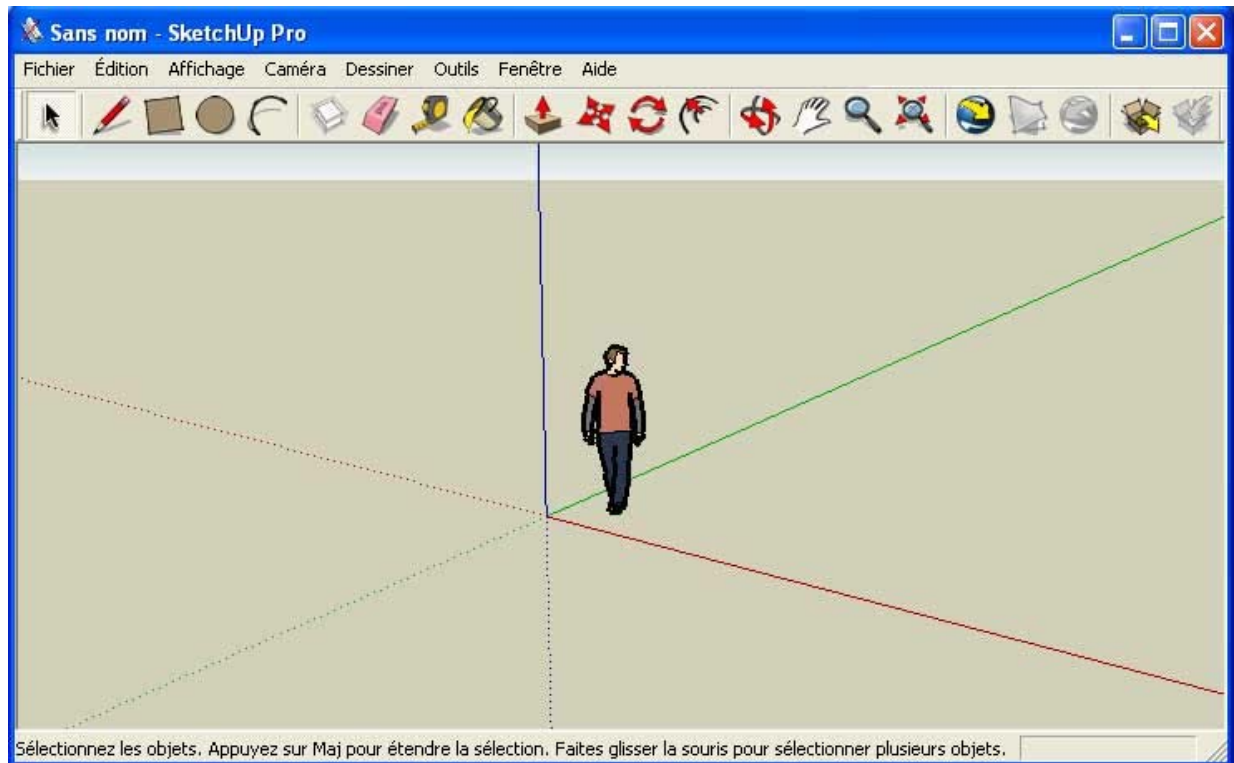 Sans nom - SketchUp Pro
Fichier Édition Affichage Caméra Dessiner Outils Fenêtre Aide
Sélectionnez les objets. Appuyez sur Maj pour étendre la sélection. Faites glisser la souris pour sélectionner plusieurs objets.